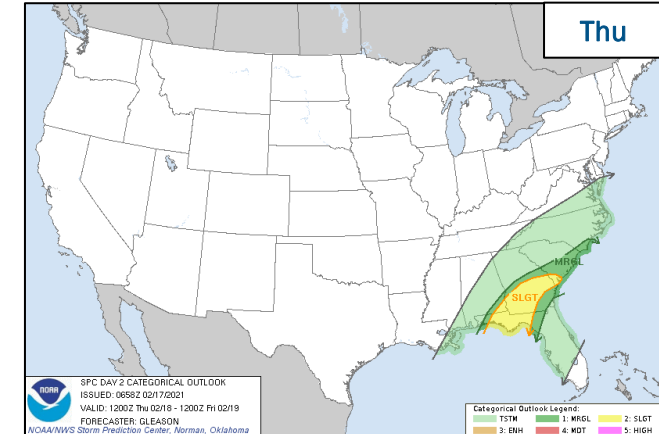 Thu
MRGL
SLGT
NOAA
SPC DAY 2 CATEGORICAL OUTLOOK
ISSUED: 0658Z 02/17/2021
VALID: 1200Z Thu 02/18 - 1200Z Fri 02/19
FORECASTER: GLEASON
NOAA/NWS Storm Prediction Center, Norman, Oklahoma
Categorical Outlook Legend:
TSTM 1: MRGL 2: SLGT
3: ENH 4: MDT 5: HIGH